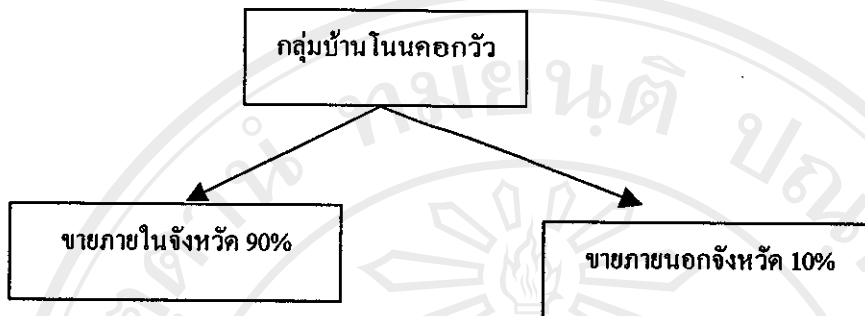 กลุ่มบ้านโนนคอกวัว
ขายภายในจังหวัด 90%
ขายภายนอกจังหวัด 10%